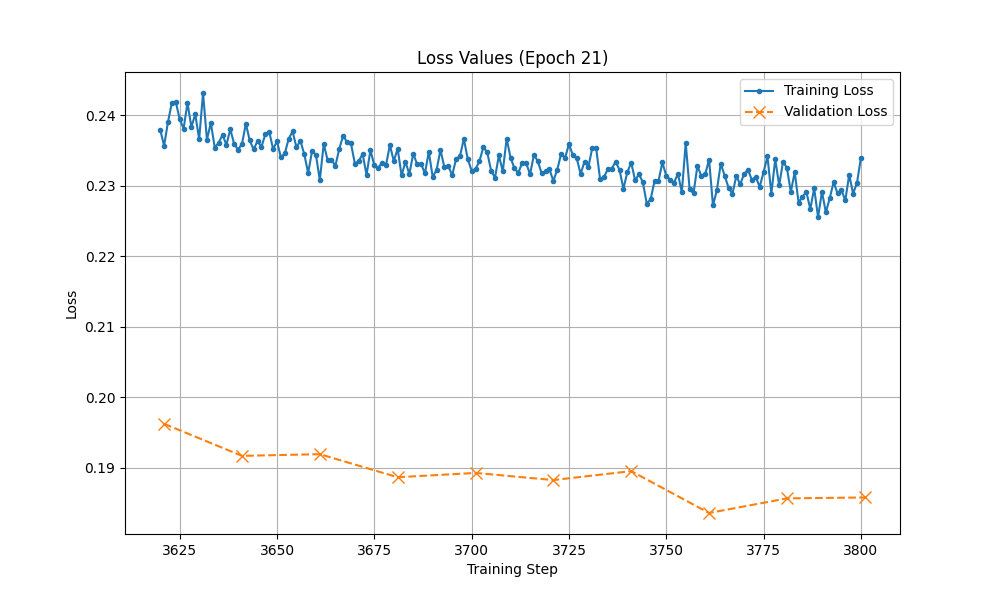 Loss Values (Epoch 21)
Training Loss
Validation Loss
0.24
0.23
0.22
0.21
0.20
0.19
Loss
3625 3650 3675 3700 3725 3750 3775 3800
Training Step